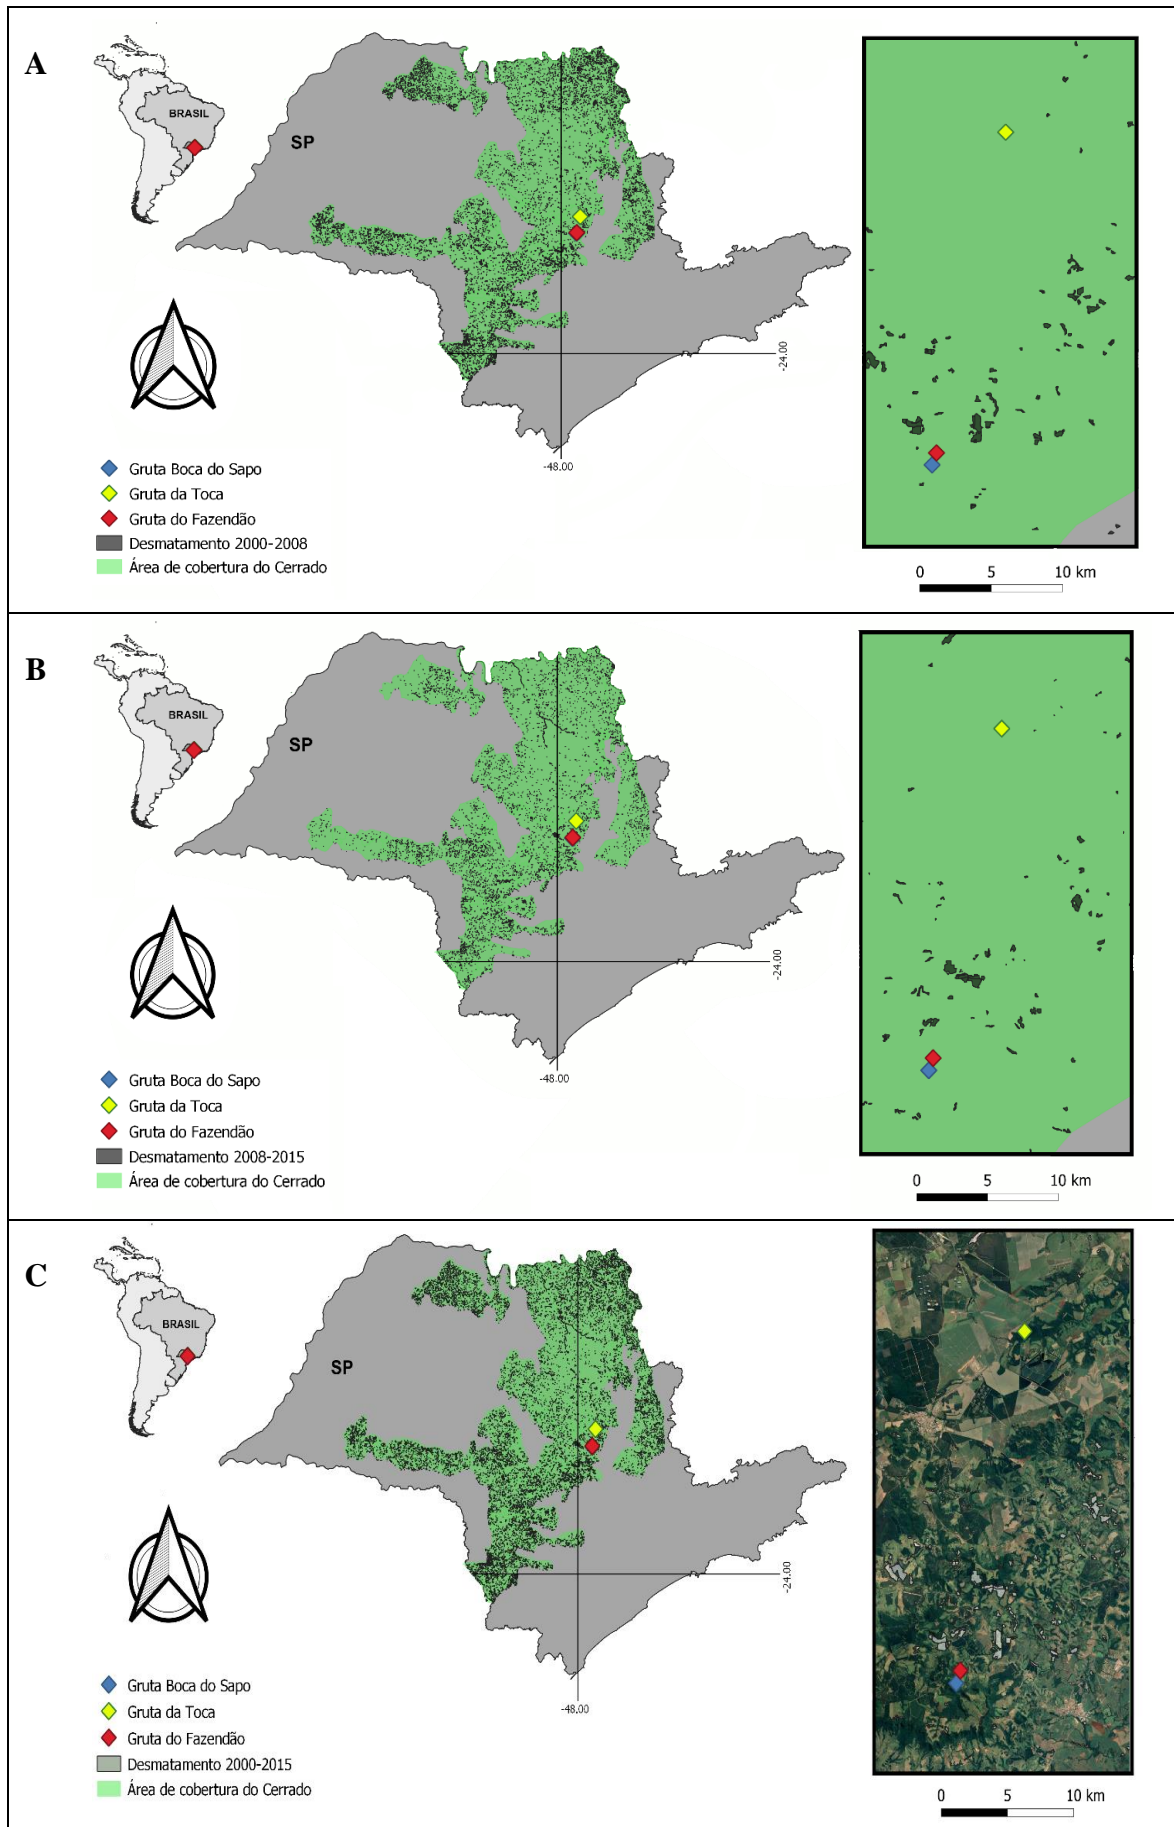 A
BRASIL
SP
-24.00
-48.00
Gruta Boca do Sapo
Gruta da Toca
Gruta do Fazendão
Desmatamento 2000-2008
Área de cobertura do Cerrado
0 5 10 km
B
BRASIL
SP
-24.00
-48.00
Gruta Boca do Sapo
Gruta da Toca
Gruta do Fazendão
Desmatamento 2008-2015
Área de cobertura do Cerrado
0 5 10 km
C
BRASIL
SP
-24.00
-48.00
Gruta Boca do Sapo
Gruta da Toca
Gruta do Fazendão
Desmatamento 2000-2015
Área de cobertura do Cerrado
0 5 10 km